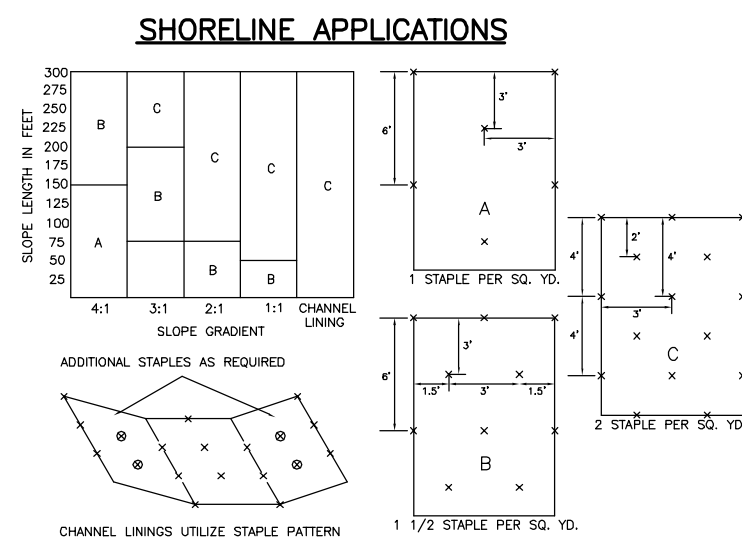 SHORELINE APPLICATIONS
SLOPE LENGTH IN FEET
300
275
250
225
200
175
150
125
100
75
50
25
B
A
C
B
C
B
C
B
C
4:1 3:1 2:1 1:1 CHANNEL
LINING
SLOPE GRADIENT
6'
3'
3'
A
1 STAPLE PER SQ. YD.
6'
3'
1.5' 3' 1.5'
B
1 1/2 STAPLE PER SQ. YD.
4'
2'
4'
3'
4'
C
2 STAPLE PER SQ. YD
ADDITIONAL STAPLES AS REQUIRED
CHANNEL LININGS UTILIZE STAPLE PATTERN